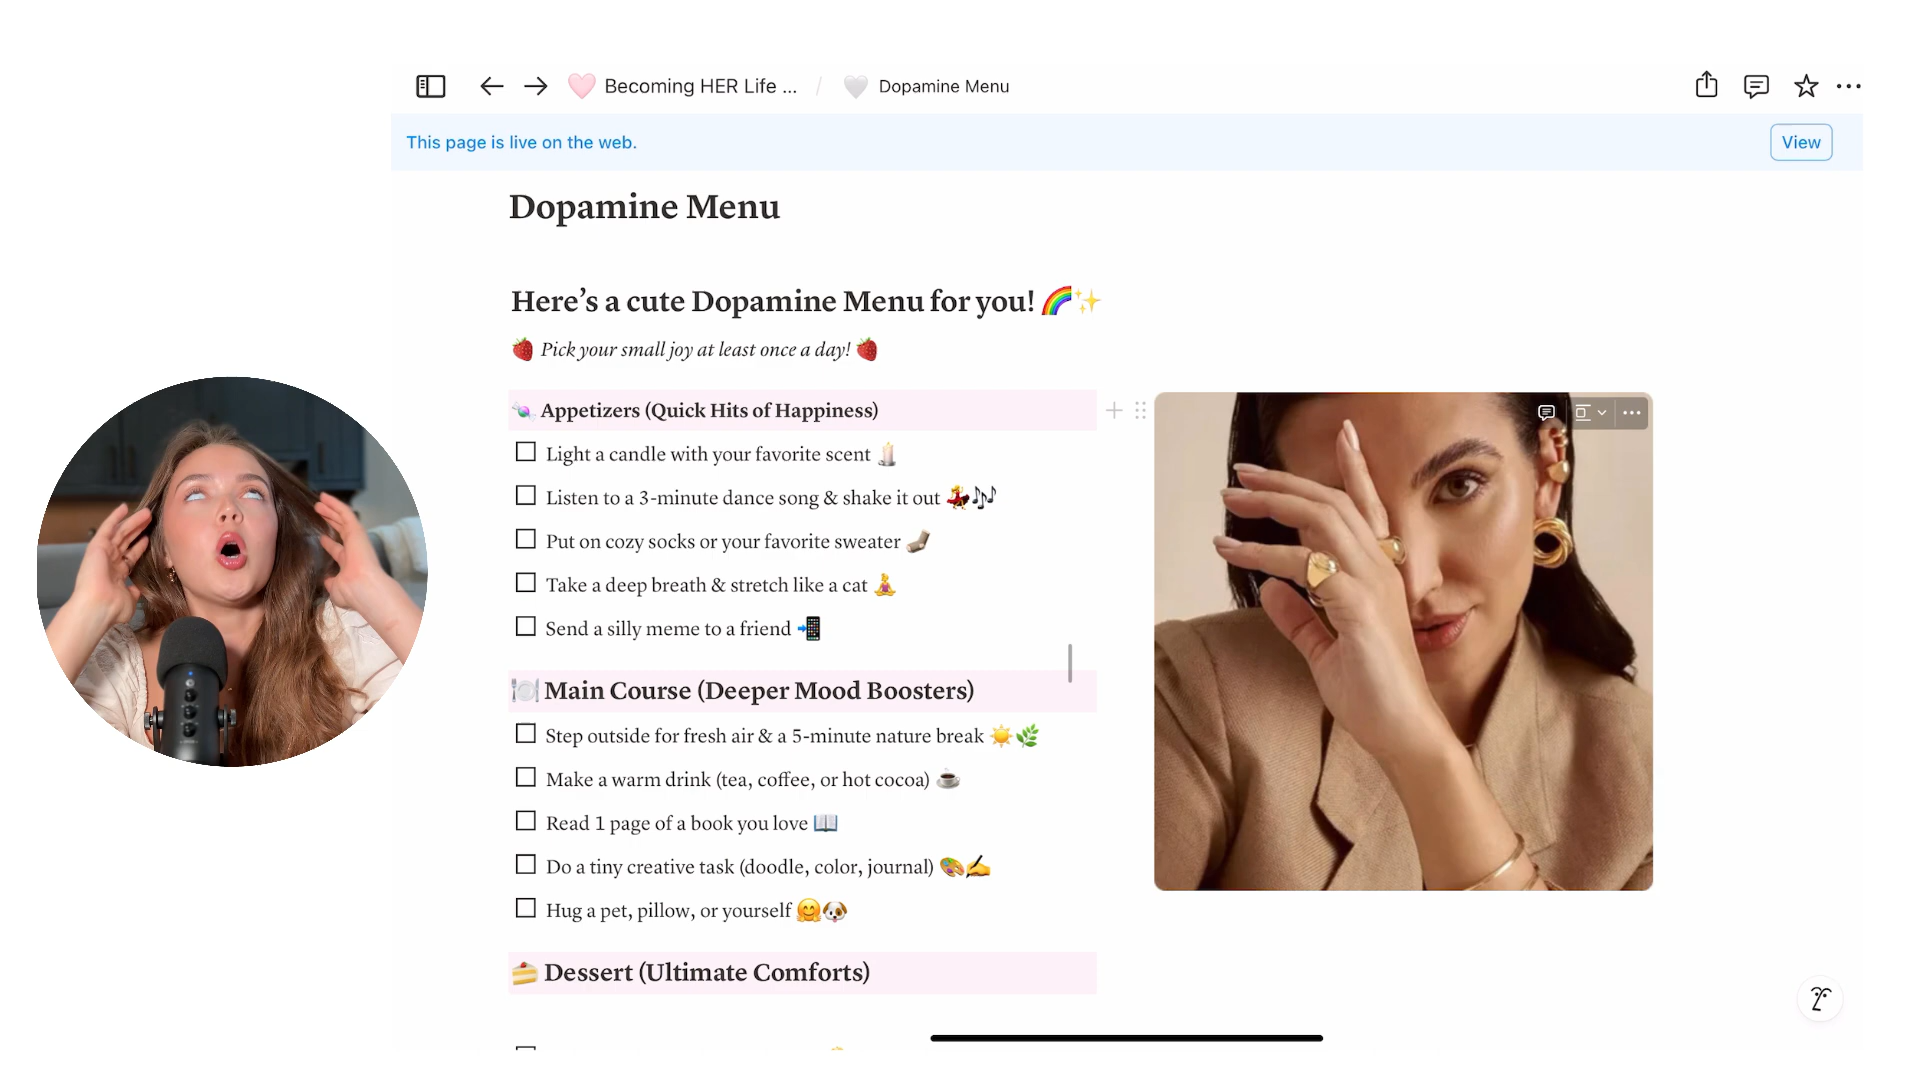 Becoming HER Life ... / 🤍 Dopamine Menu
This page is live on the web.
View
Dopamine Menu
Here’s a cute Dopamine Menu for you! 🌈✨
🍓 Pick your small joy at least once a day! 🍓
🍬 Appetizers (Quick Hits of Happiness)
Light a candle with your favorite scent 🕯️
Listen to a 3-minute dance song & shake it out 💃🎶
Put on cozy socks or your favorite sweater 🧦
Take a deep breath & stretch like a cat 🧘‍♀️
Send a silly meme to a friend 📲
🍽️ Main Course (Deeper Mood Boosters)
Step outside for fresh air & a 5-minute nature break ☀️🌿
Make a warm drink (tea, coffee, or hot cocoa) ☕
Read 1 page of a book you love 📖
Do a tiny creative task (doodle, color, journal) 🎨✍️
Hug a pet, pillow, or yourself 🤗🐶
🍰 Dessert (Ultimate Comforts)